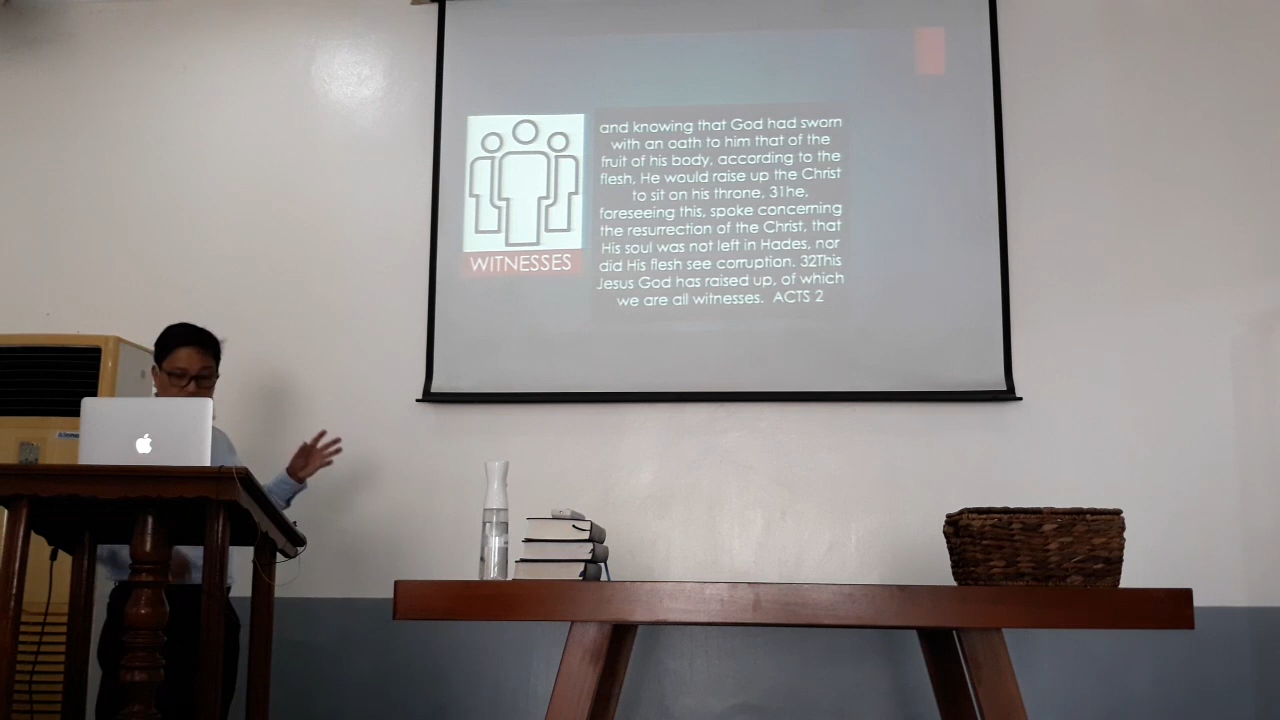 WITNESSES
and knowing that God had sworn
with an oath to him that of the
fruit of his body, according to the
flesh, He would raise up the Christ
to sit on his throne, 31he,
foreseeing this, spoke concerning
the resurrection of the Christ, that
His soul was not left in Hades, nor
did His flesh see corruption. 32This
Jesus God has raised up, of which
we are all witnesses.  ACTS 2